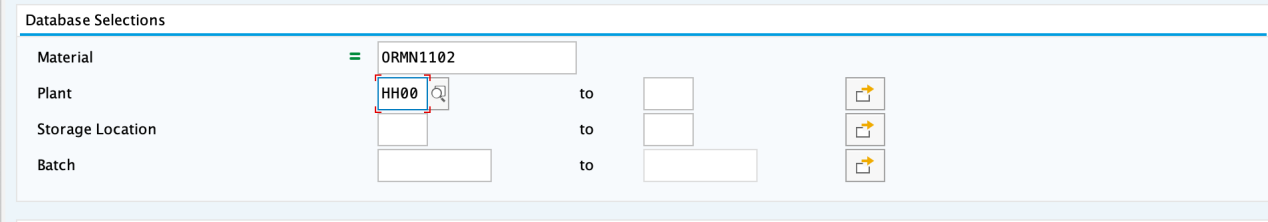 Database Selections
Material = ORMN1102
Plant HH00 to
Storage Location to
Batch to